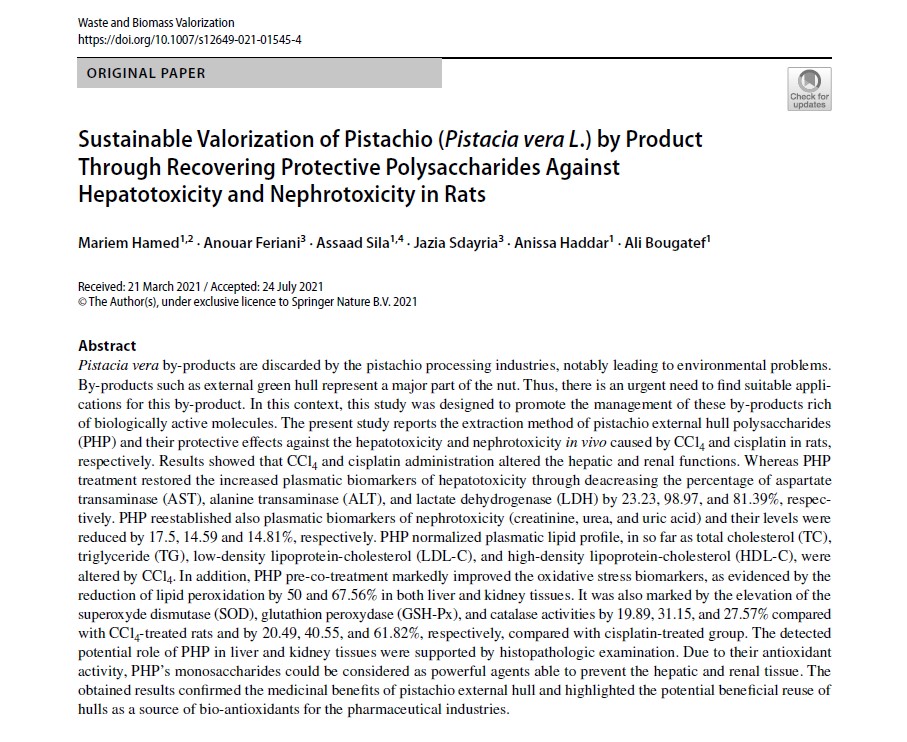 Waste and Biomass Valorization
https://doi.org/10.1007/s12649-021-01545-4
ORIGINAL PAPER
Check for
updates
Sustainable Valorization of Pistachio (Pistacia vera L.) by Product
Through Recovering Protective Polysaccharides Against
Hepatotoxicity and Nephrotoxicity in Rats
Mariem Hamed1,2 · Anouar Feriani3 · Assaad Sila1,4 · Jazia Sdayria3 · Anissa Haddar1 · Ali Bougatef1
Received: 21 March 2021 / Accepted: 24 July 2021
© The Author(s), under exclusive licence to Springer Nature B.V. 2021
Abstract
Pistacia vera by-products are discarded by the pistachio processing industries, notably leading to environmental problems.
By-products such as external green hull represent a major part of the nut. Thus, there is an urgent need to find suitable appli-
cations for this by-product. In this context, this study was designed to promote the management of these by-products rich
of biologically active molecules. The present study reports the extraction method of pistachio external hull polysaccharides
(PHP) and their protective effects against the hepatotoxicity and nephrotoxicity in vivo caused by CCl4 and cisplatin in rats,
respectively. Results showed that CCl4 and cisplatin administration altered the hepatic and renal functions. Whereas PHP
treatment restored the increased plasmatic biomarkers of hepatotoxicity through deacreasing the percentage of aspartate
transaminase (AST), alanine transaminase (ALT), and lactate dehydrogenase (LDH) by 23.23, 98.97, and 81.39%, respec-
tively. PHP reestablished also plasmatic biomarkers of nephrotoxicity (creatinine, urea, and uric acid) and their levels were
reduced by 17.5, 14.59 and 14.81%, respectively. PHP normalized plasmatic lipid profile, in so far as total cholesterol (TC),
triglyceride (TG), low-density lipoprotein-cholesterol (LDL-C), and high-density lipoprotein-cholesterol (HDL-C), were
altered by CCl4. In addition, PHP pre-co-treatment markedly improved the oxidative stress biomarkers, as evidenced by the
reduction of lipid peroxidation by 50 and 67.56% in both liver and kidney tissues. It was also marked by the elevation of the
superoxyde dismutase (SOD), glutathion peroxydase (GSH-Px), and catalase activities by 19.89, 31.15, and 27.57% compared
with CCl4-treated rats and by 20.49, 40.55, and 61.82%, respectively, compared with cisplatin-treated group. The detected
potential role of PHP in liver and kidney tissues were supported by histopathologic examination. Due to their antioxidant
activity, PHP's monosaccharides could be considered as powerful agents able to prevent the hepatic and renal tissue. The
obtained results confirmed the medicinal benefits of pistachio external hull and highlighted the potential beneficial reuse of
hulls as a source of bio-antioxidants for the pharmaceutical industries.